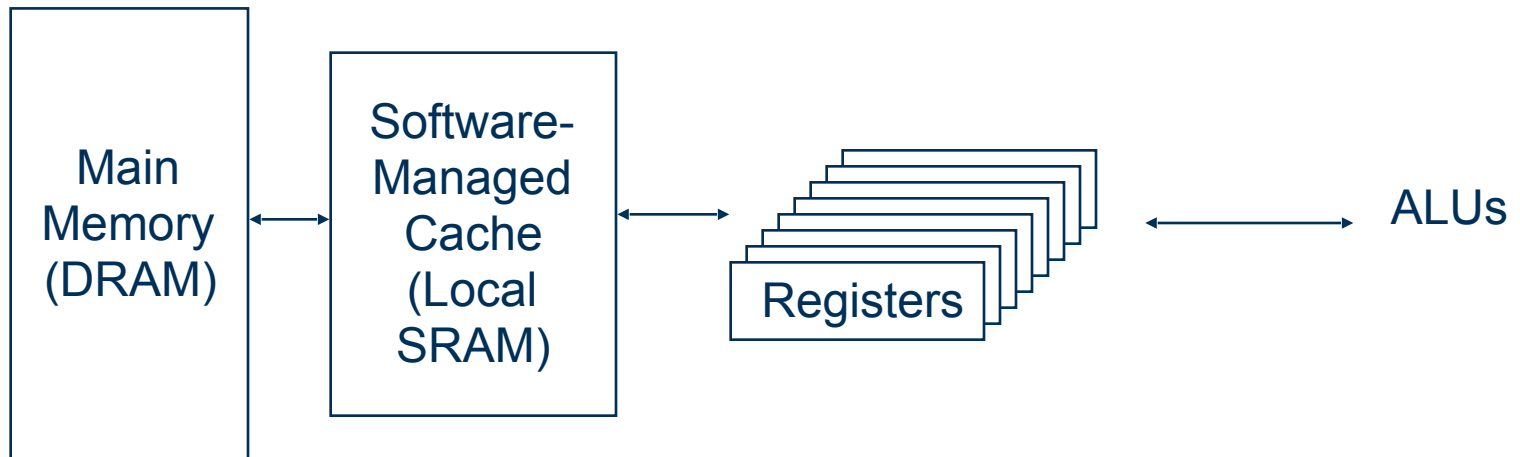 Main
Memory
(DRAM)
Software-
Managed
Cache
(Local
SRAM)
Registers
ALUs